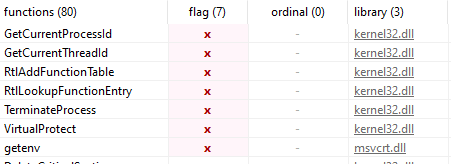 functions (80) flag (7) ordinal (0) library (3)
GetCurrentProcessId x - kernel32.dll
GetCurrentThreadId x - kernel32.dll
RtlAddFunctionTable x - kernel32.dll
RtlLookupFunctionEntry x - kernel32.dll
TerminateProcess x - kernel32.dll
VirtualProtect x - kernel32.dll
getenv x - msvcrt.dll